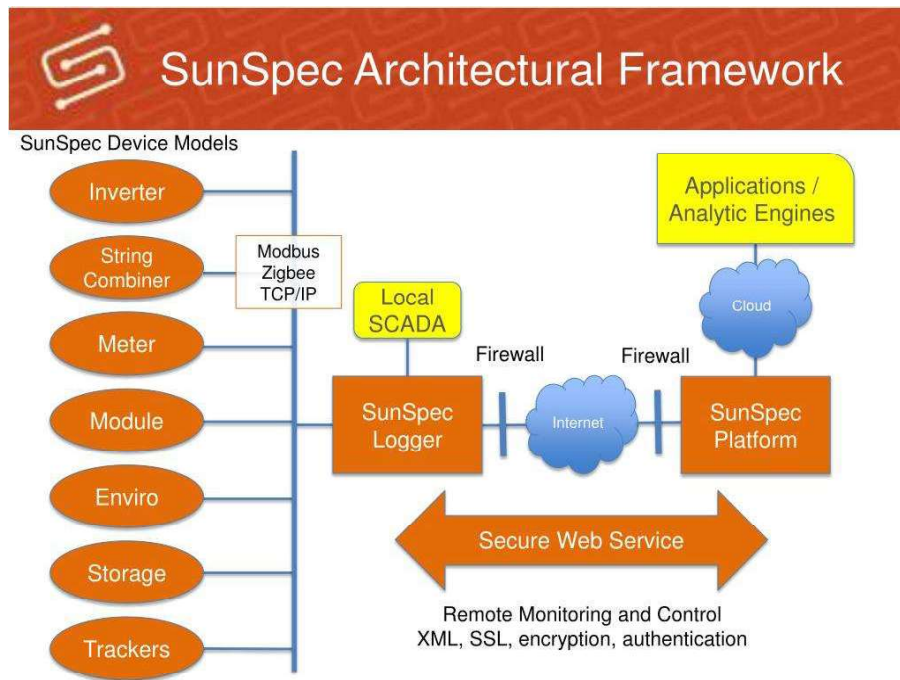 SunSpec Architectural Framework
SunSpec Device Models
Inverter
String
Combiner
Meter
Module
Enviro
Storage
Trackers
Modbus
Zigbee
TCP/IP
Local
SCADA
SunSpec
Logger
Firewall
Internet
Firewall
Applications /
Analytic Engines
Cloud
SunSpec
Platform
Secure Web Service
Remote Monitoring and Control
XML, SSL, encryption, authentication